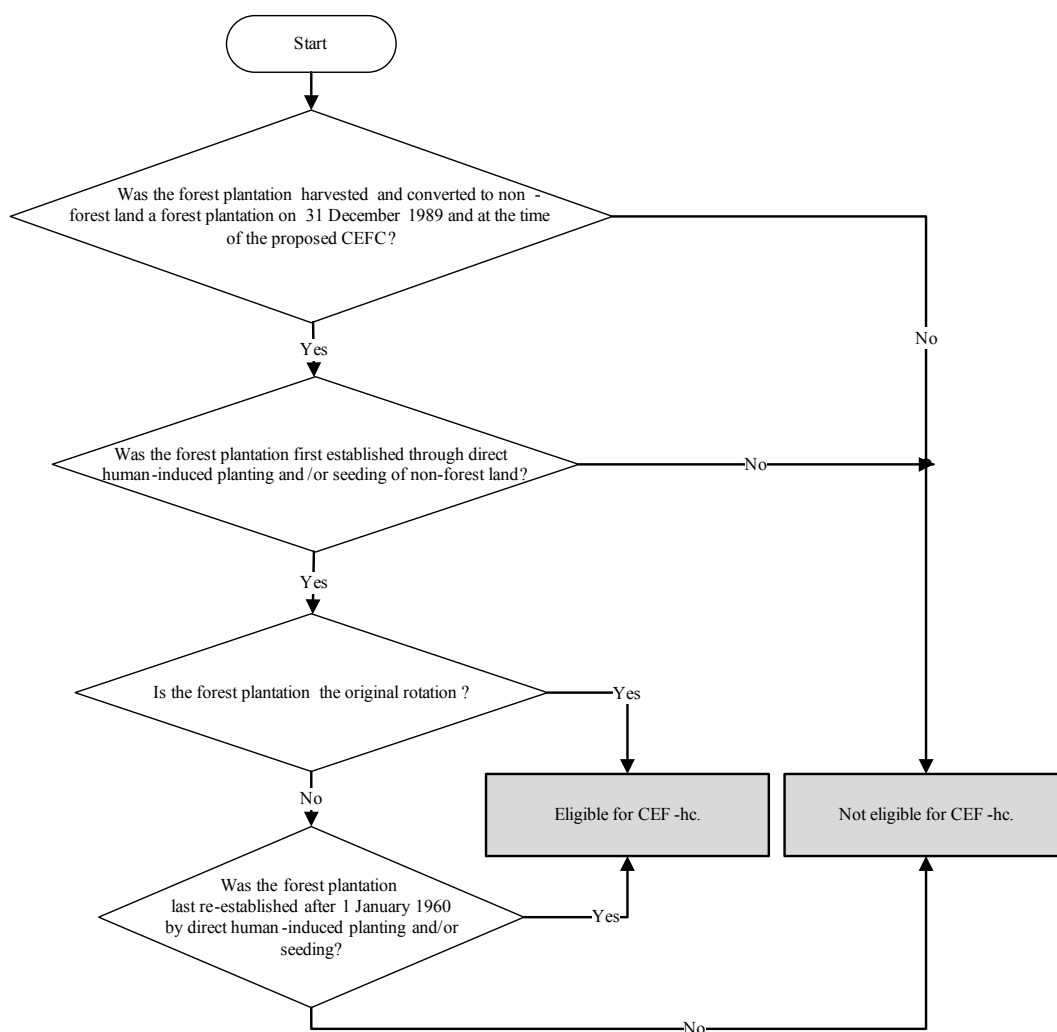 Start
Was the forest plantation harvested and converted to non -
forest land a forest plantation on 31 December 1989 and at the time
of the proposed CEFC?
No
Yes
Was the forest plantation first established through direct
human-induced planting and /or seeding of non-forest land?
No
Yes
Is the forest plantation the original rotation ?
Yes
No
Eligible for CEF -hc.
Not eligible for CEF -hc.
Was the forest plantation
last re-established after 1 January 1960
by direct human-induced planting and/or
seeding?
Yes
No